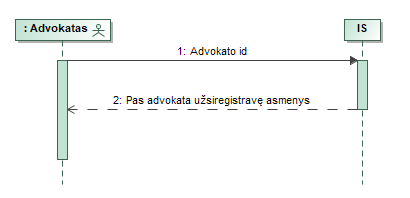 : Advokatas
IS
1: Advokato id
2: Pas advokata užsiregistravę asmenys